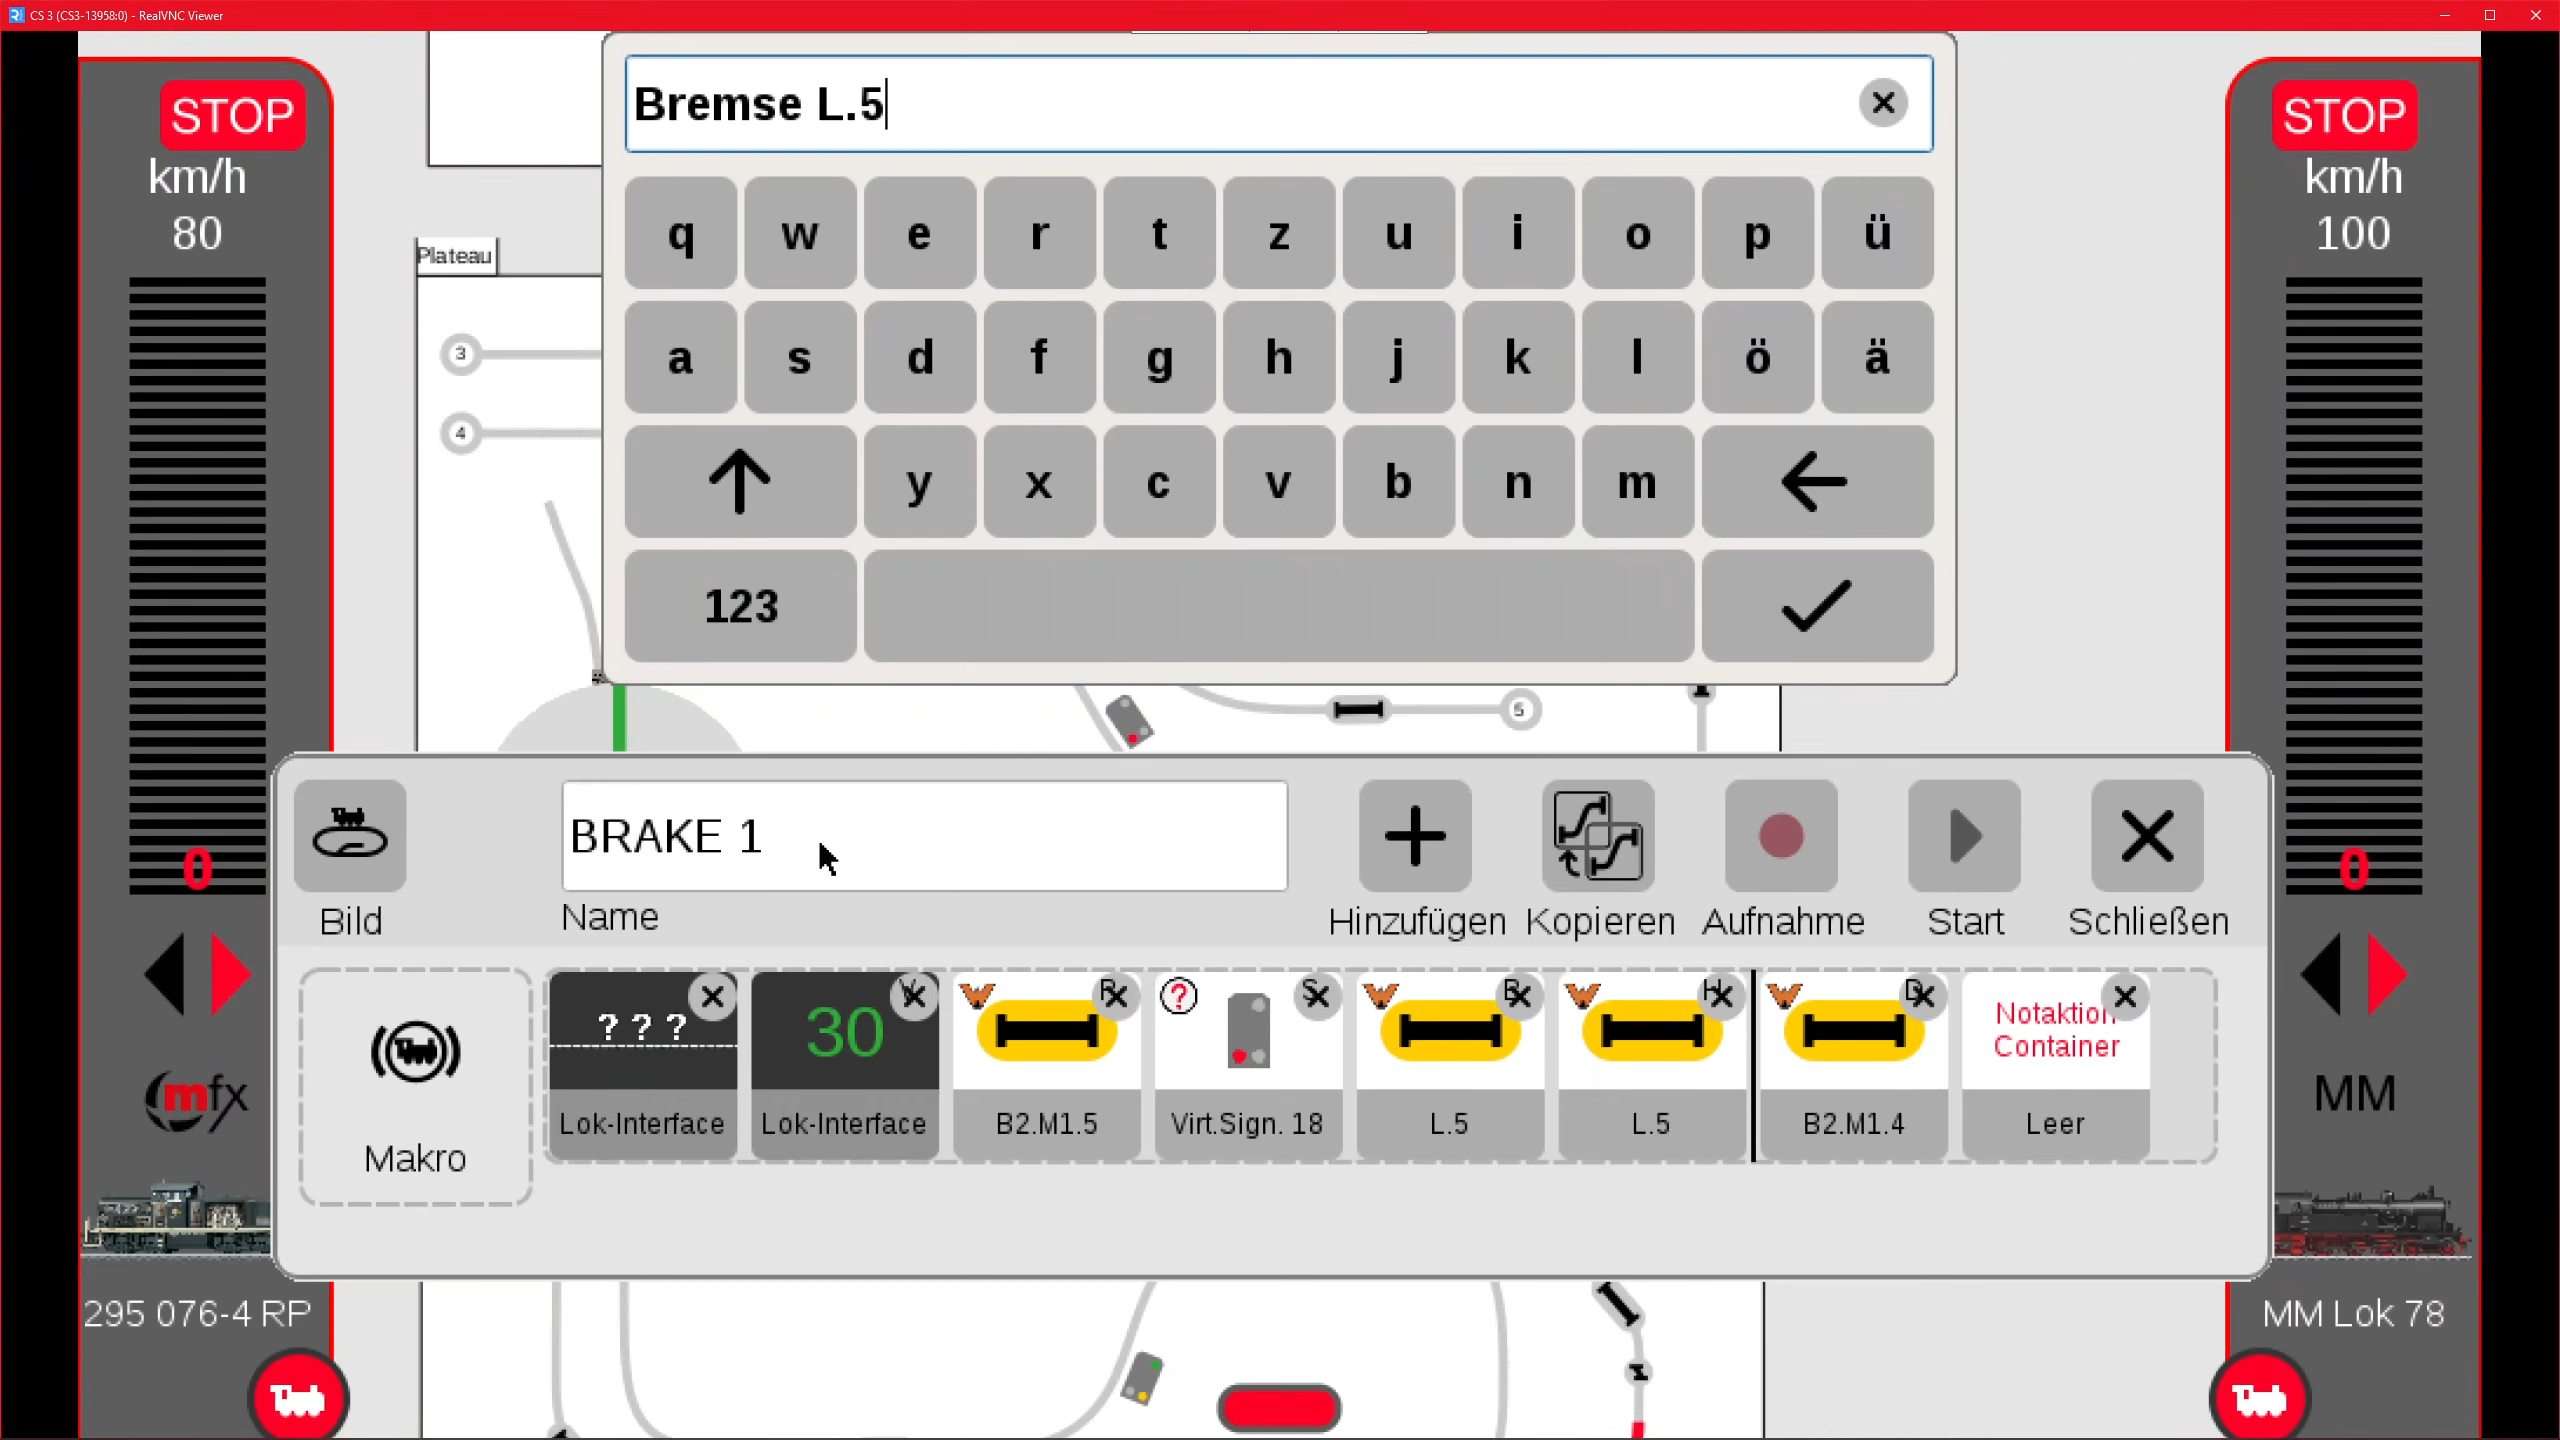 CS 3 (CS3-13958:0) - RealVNC Viewer
Bremse L.5
STOP
km/h
80
STOP
km/h
100
q w e r t z u i o p ü
a s d f g h j k l ö ä
y x c v b n m
123
Plateau
3
4
5
BRAKE 1
Bild
Name
Hinzufügen
Kopieren
Aufnahme
Start
Schließen
0
0
mfx
MM
Makro
? ? ?
Lok-Interface
30
Lok-Interface
B2.M1.5
?
Virt.Sign. 18
L.5
L.5
B2.M1.4
Notaktion
Container
Leer
295 076-4 RP
MM Lok 78